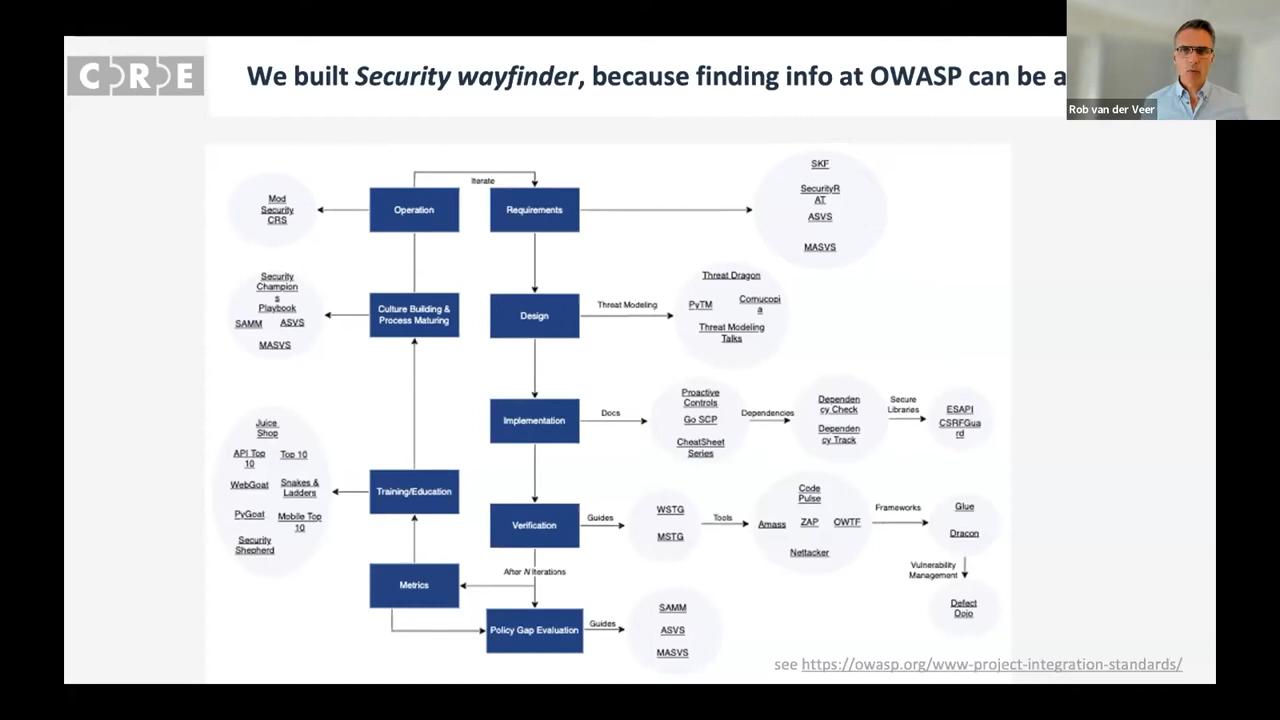 C R E
We built Security wayfinder, because finding info at OWASP can be a
Rob van der Veer
Iterate
Operation
Requirements
Mod
Security
CRS
SKF
SecurityR
AT
ASVS
MASVS
Security
Champion
s
Playbook
SAMM ASVS
MASVS
Culture Building &
Process Maturing
Design
Threat Modeling
Threat Dragon
PyTM
Cornucopi
a
Threat Modeling
Talks
Implementation
Docs
Proactive
Controls
Go SCP
CheatSheet
Series
Dependencies
Dependen
cy Check
Dependen
cy Track
Secure
Libraries
ESAPI
CSRFGua
rd
Juice
Shop
API Top
10
Top 10
WebGoat
Snakes &
Ladders
PyGoat
Mobile Top
10
Security
Shepherd
Training/Education
Verification
Guides
WSTG
MSTG
Tools
Code
Pulse
Amass ZAP OWTF
Nettacker
Frameworks
Glue
Dracon
Vulnerability
Management
Defect
Dojo
After N Iterations
Metrics
Policy Gap Evaluation
Guides
SAMM
ASVS
MASVS
see https://owasp.org/www-project-integration-standards/